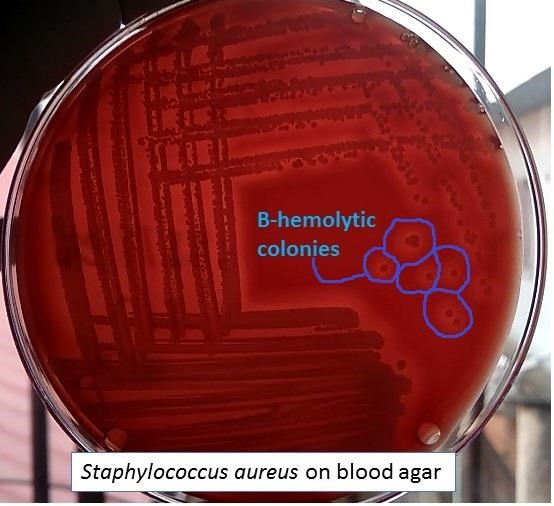 B-hemolytic
colonies
Staphylococcus aureus on blood agar